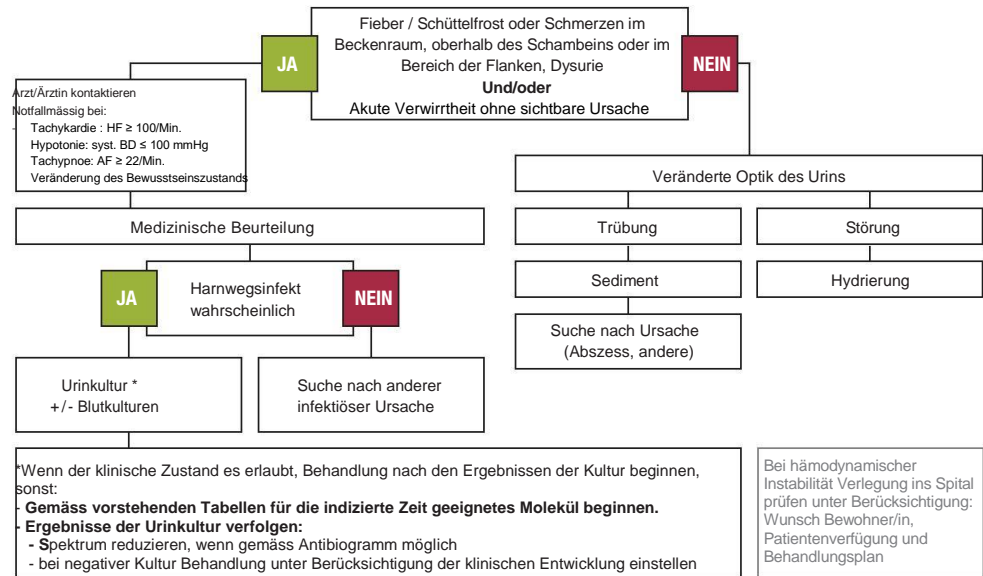 Fieber / Schüttelfrost oder Schmerzen im
Beckenraum, oberhalb des Schambeins oder im
Bereich der Flanken, Dysurie
Und/oder
Akute Verwirrtheit ohne sichtbare Ursache
JA
NEIN
Arzt/Ärztin kontaktieren
Notfallmässig bei:
- Tachykardie : HF ≥ 100/Min.
Hypotonie: syst. BD ≤ 100 mmHg
Tachypnoe: AF ≥ 22/Min.
Veränderung des Bewusstseinszustands
Medizinische Beurteilung
JA
Harnwegsinfekt
wahrscheinlich
NEIN
Urinkultur *
+/- Blutkulturen
Suche nach anderer
infektiöser Ursache
Veränderte Optik des Urins
Trübung
Störung
Sediment
Hydrierung
Suche nach Ursache
(Abszess, andere)
*Wenn der klinische Zustand es erlaubt, Behandlung nach den Ergebnissen der Kultur beginnen,
sonst:
- Gemäss vorstehenden Tabellen für die indizierte Zeit geeignetes Molekül beginnen.
- Ergebnisse der Urinkultur verfolgen:
- Spektrum reduzieren, wenn gemäss Antibiogramm möglich
- bei negativer Kultur Behandlung unter Berücksichtigung der klinischen Entwicklung einstellen
Bei hämodynamischer
Instabilität Verlegung ins Spital
prüfen unter Berücksichtigung:
Wunsch Bewohner/in,
Patientenverfügung und
Behandlungsplan